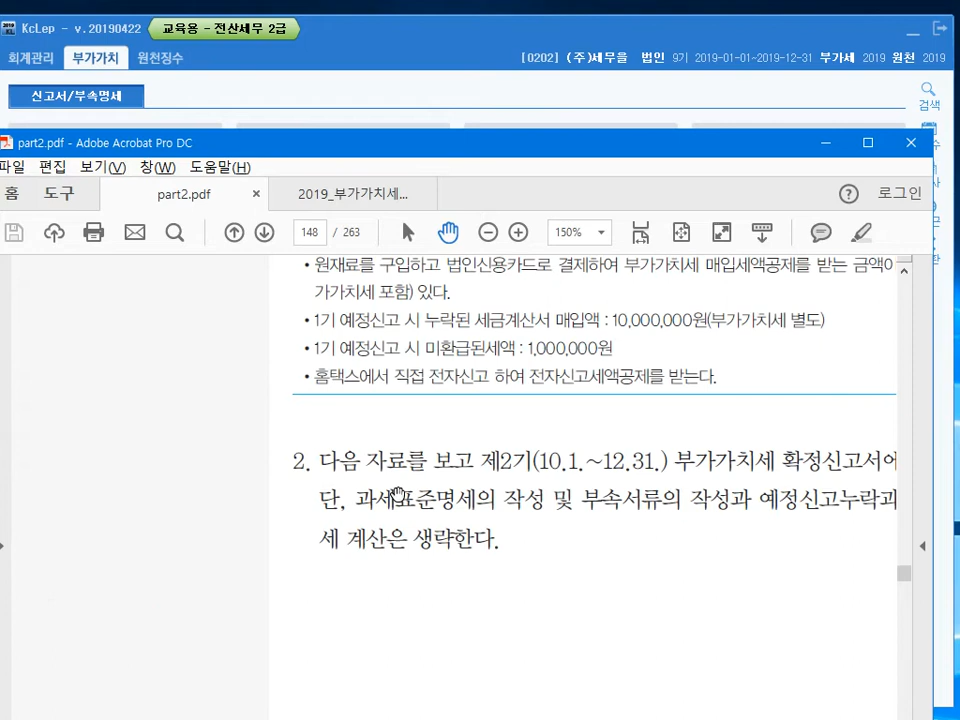 KcLep - v.20190422 교육용 - 전산세무 2급
회계관리 부가가치 원천징수 [0202] (주)세무을 법인 9기 2019-01-01~2019-12-31 부가세 2019 원천 2019
신고서/부속명세
검색
part2.pdf - Adobe Acrobat Pro DC
파일 편집 보기(V) 창(W) 도움말(H)
홈 도구 part2.pdf × 2019_부가가치세... 로그인
148 / 263 150%
• 원재료를 구입하고 법인신용카드로 결제하여 부가가치세 매입세액공제를 받는 금액이
가가치세 포함) 있다.
• 1기 예정신고 시 누락된 세금계산서 매입액 : 10,000,000원(부가가치세 별도)
• 1기 예정신고 시 미환급된세액 : 1,000,000원
• 홈택스에서 직접 전자신고 하여 전자신고세액공제를 받는다.
2. 다음 자료를 보고 제2기(10.1.~12.31.) 부가가치세 확정신고서에
단, 과세표준명세의 작성 및 부속서류의 작성과 예정신고누락과
세 계산은 생략한다.